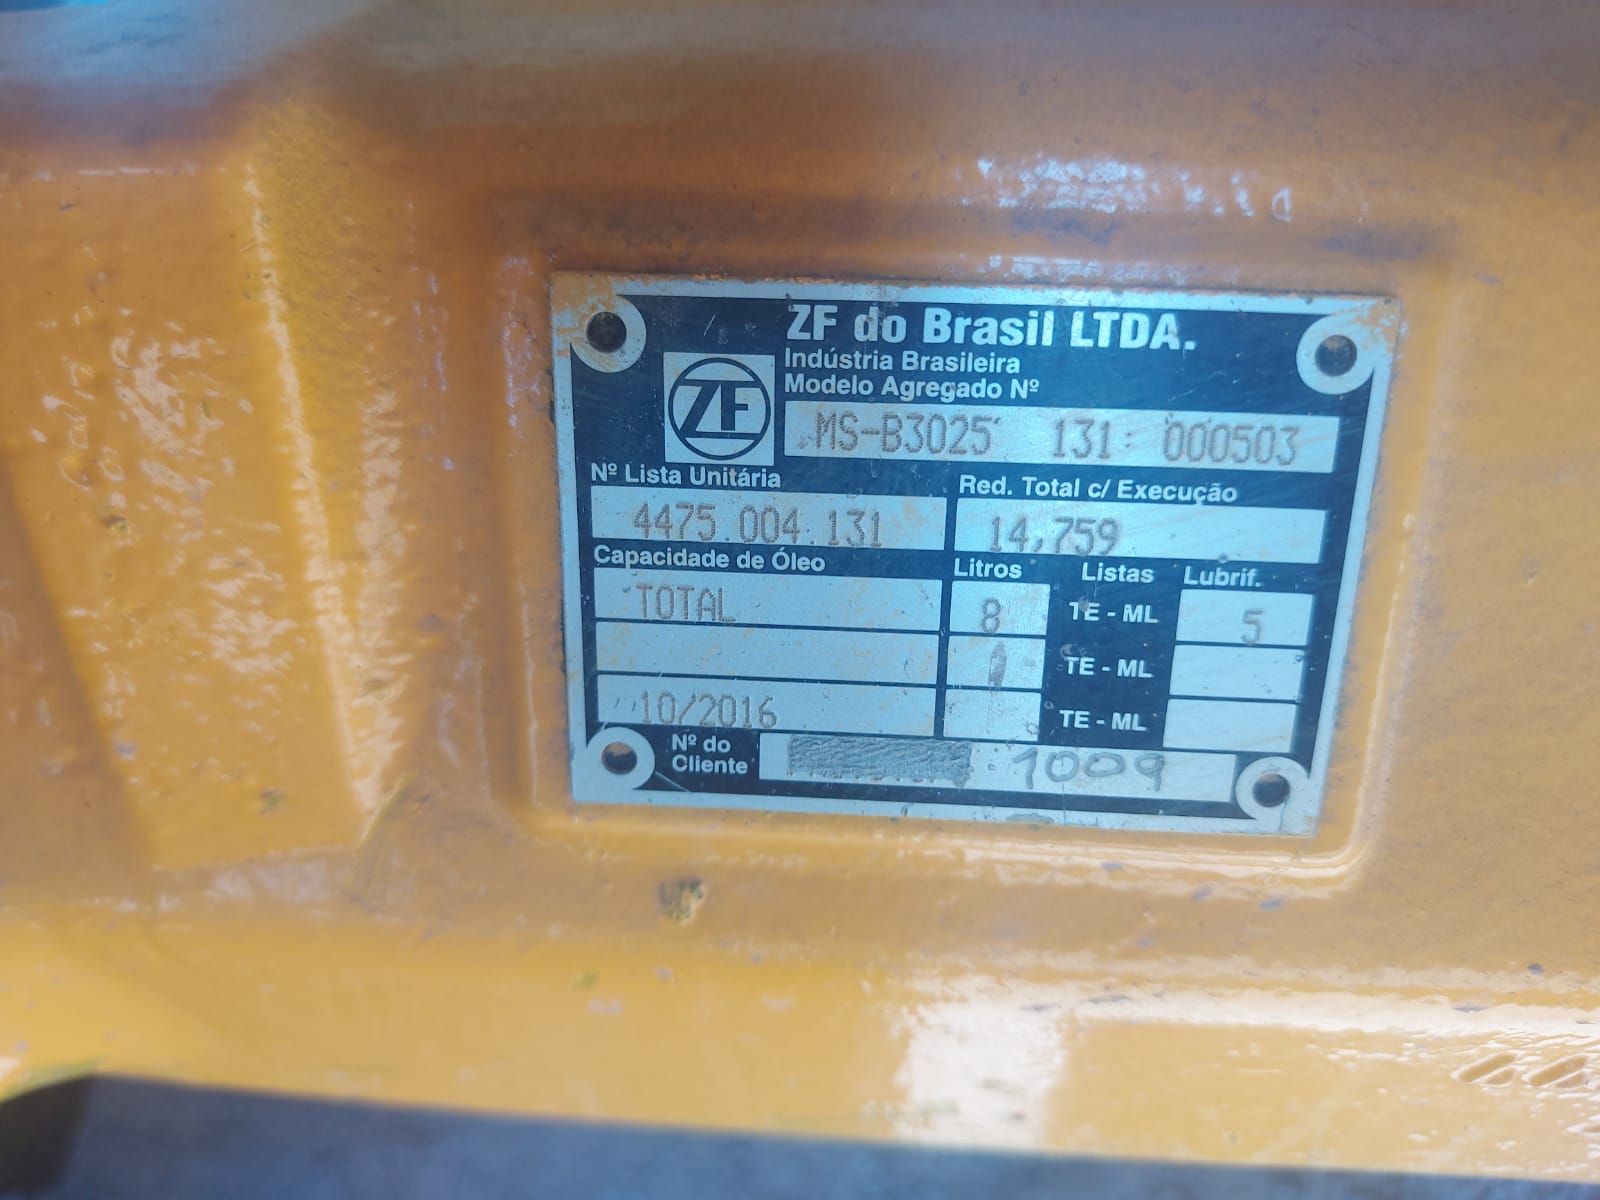 ZF do Brasil LTDA.
Indústria Brasileira
Modelo Agregado Nº
ZF
MS-B3025 131 000503
Nº Lista Unitária
Red. Total c/ Execução
4475.004.131
14,759
Capacidade de Óleo
Litros
Listas
Lubrif.
TOTAL
8
TE - ML
5
TE - ML
10/2016
TE - ML
Nº do
Cliente
1009